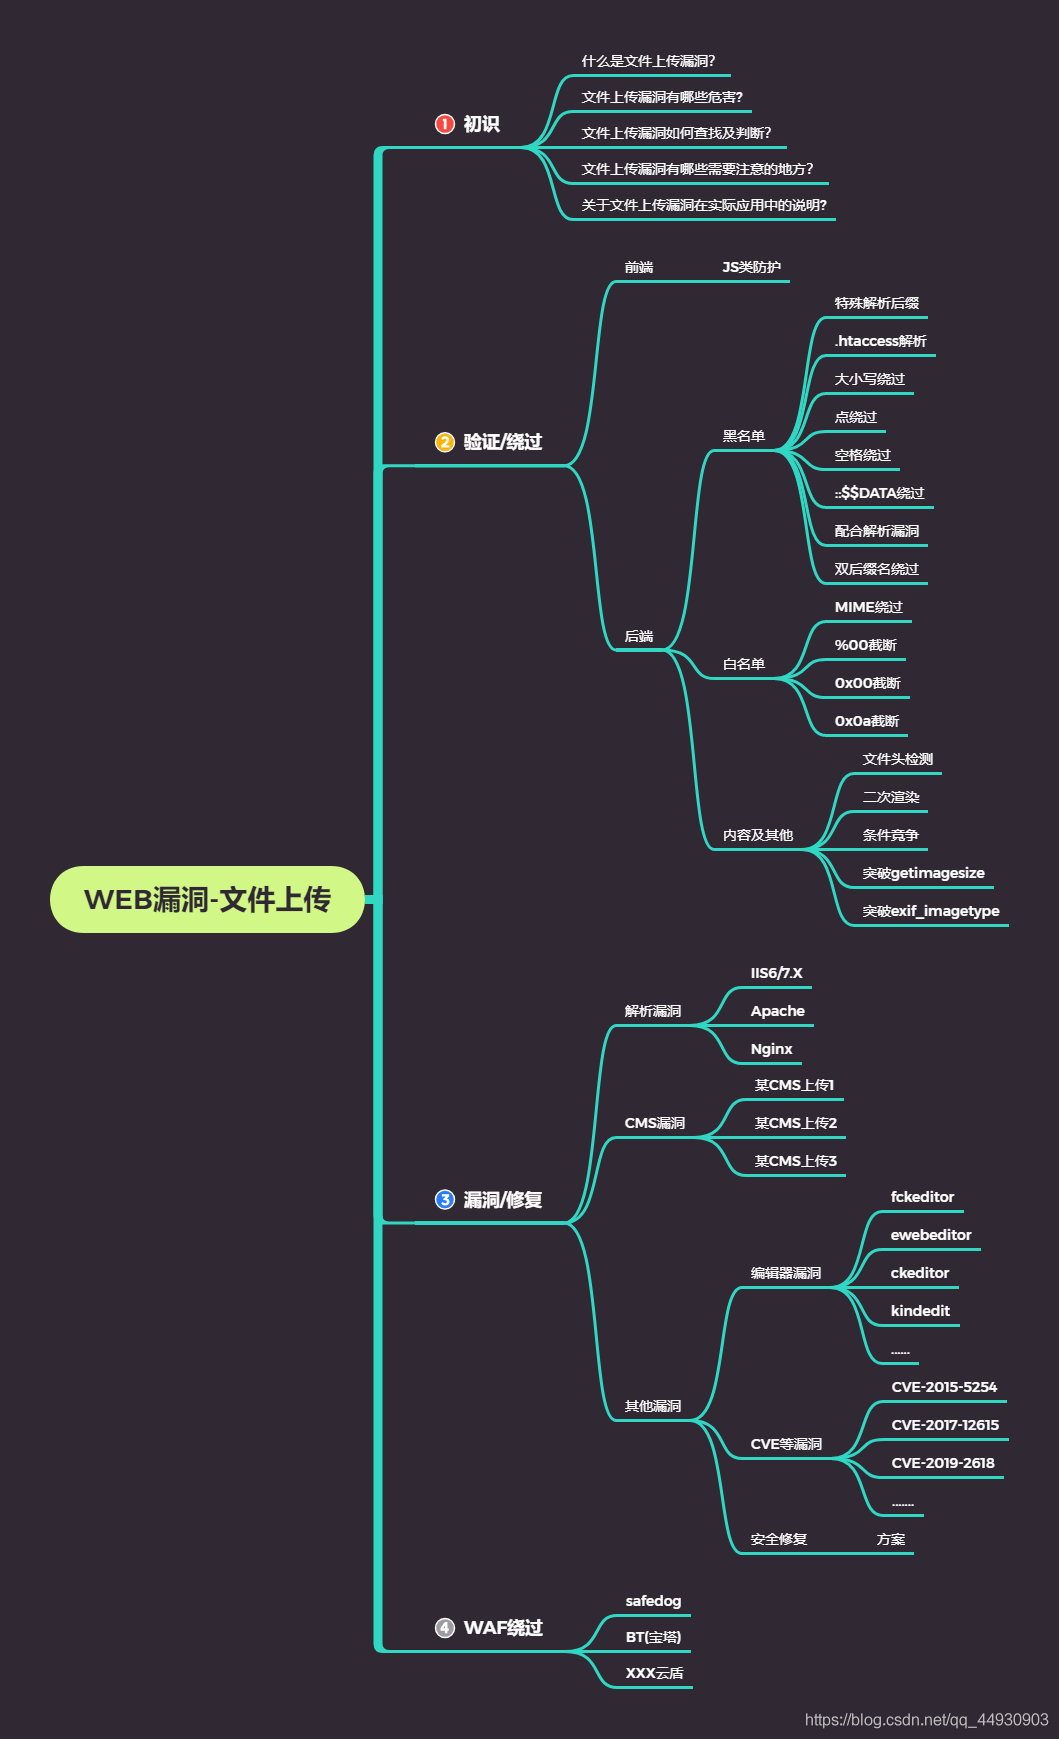 WEB漏洞-文件上传
1 初识
什么是文件上传漏洞?
文件上传漏洞有哪些危害?
文件上传漏洞如何查找及判断?
文件上传漏洞有哪些需要注意的地方?
关于文件上传漏洞在实际应用中的说明?
2 验证/绕过
前端
JS类防护
后端
黑名单
特殊解析后缀
.htaccess解析
大小写绕过
点绕过
空格绕过
::$$DATA绕过
配合解析漏洞
双后缀名绕过
白名单
MIME绕过
%00截断
0x00截断
0x0a截断
内容及其他
文件头检测
二次渲染
条件竞争
突破getimagesize
突破exif_imagetype
3 漏洞/修复
解析漏洞
IIS6/7.X
Apache
Nginx
CMS漏洞
某CMS上传1
某CMS上传2
某CMS上传3
其他漏洞
编辑器漏洞
fckeditor
ewebeditor
ckeditor
kindedit
......
CVE等漏洞
CVE-2015-5254
CVE-2017-12615
CVE-2019-2618
.......
安全修复
方案
4 WAF绕过
safedog
BT(宝塔)
XXX云盾
https://blog.csdn.net/qq_44930903